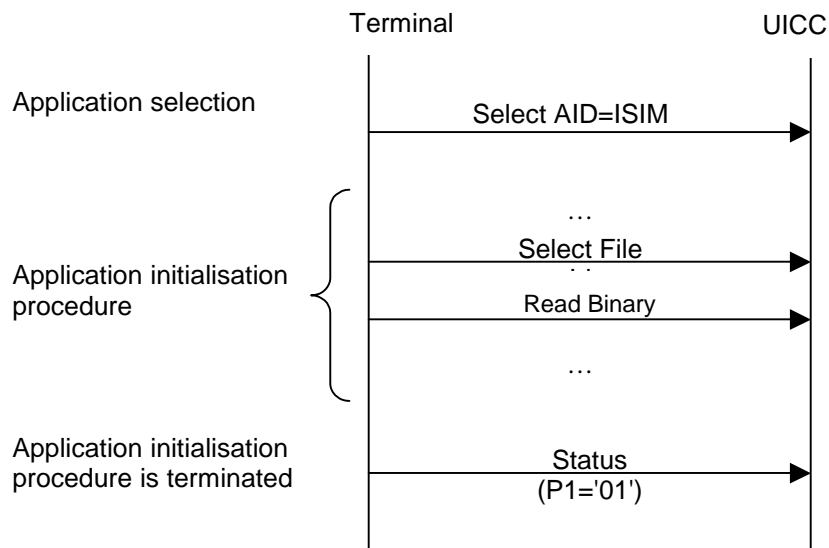 Terminal
UICC
Application selection
Select AID=ISIM
…
Select File
Application initialisation
procedure
Read Binary
…
Application initialisation
procedure is terminated
Status
(P1='01')